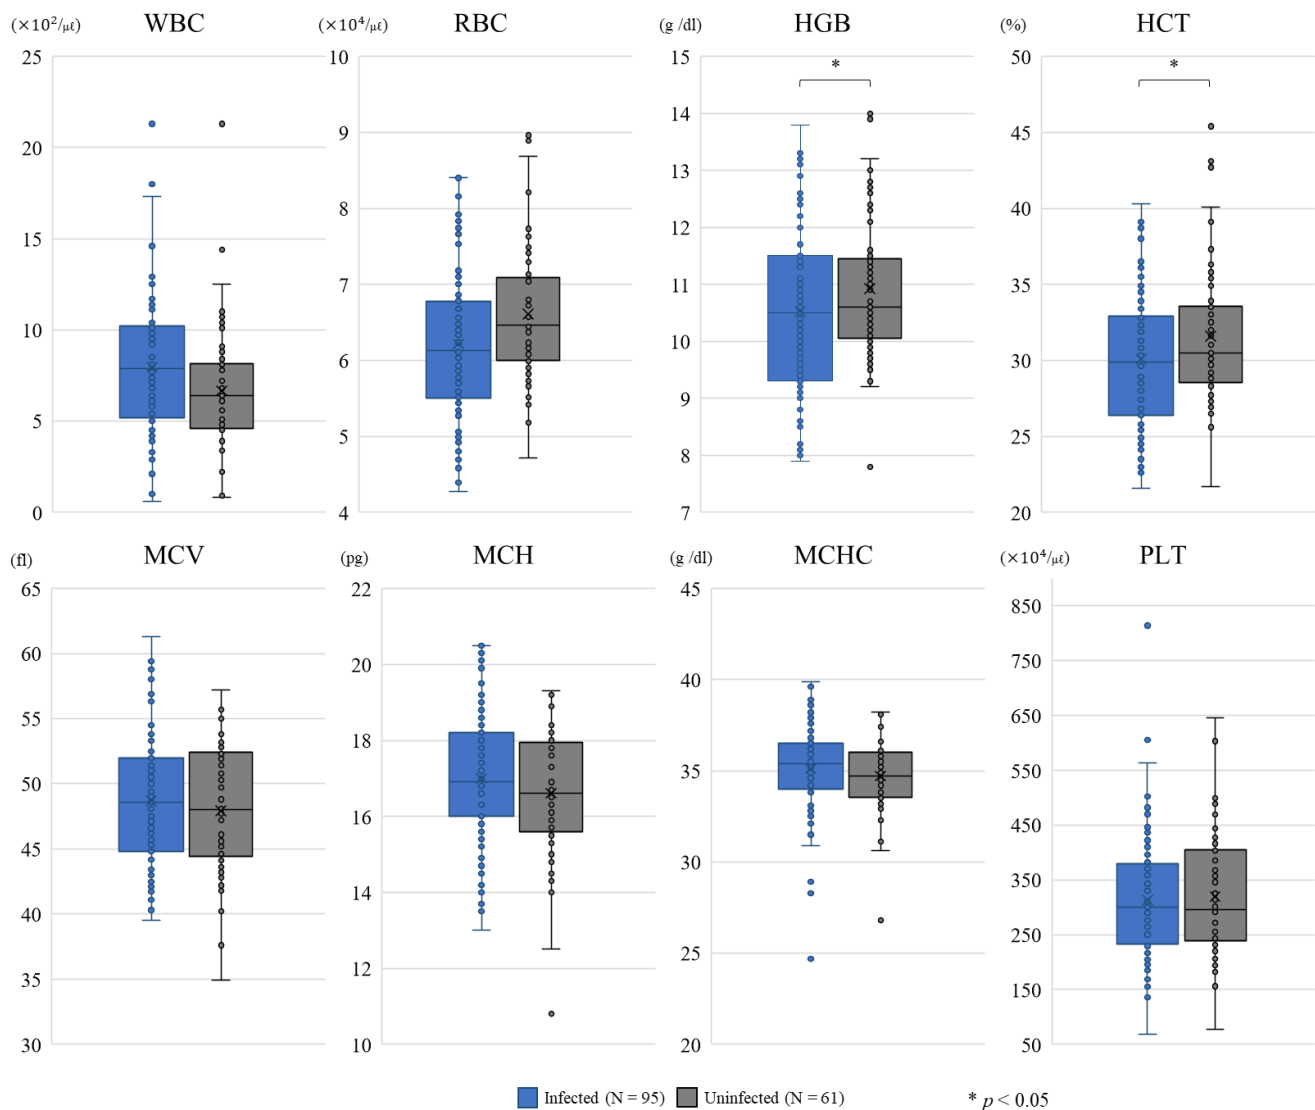 WBC RBC HGB HCT
(×10²/μℓ) (×10⁴/μℓ) (g /dl) (%)
25 10 15 50
20 9 14 45
15 8 13 40
10 7 12 35
5 6 11 30
0 5 10 25
4 9 20
8
7
* *
MCV MCH MCHC PLT
(fl) (pg) (g /dl) (×10⁴/μℓ)
65 22 45 850
60 20 40 750
55 18 35 650
50 16 30 550
45 14 25 450
40 12 20 350
35 10 250
30 150
50
Infected (N = 95) Uninfected (N = 61) * p < 0.05